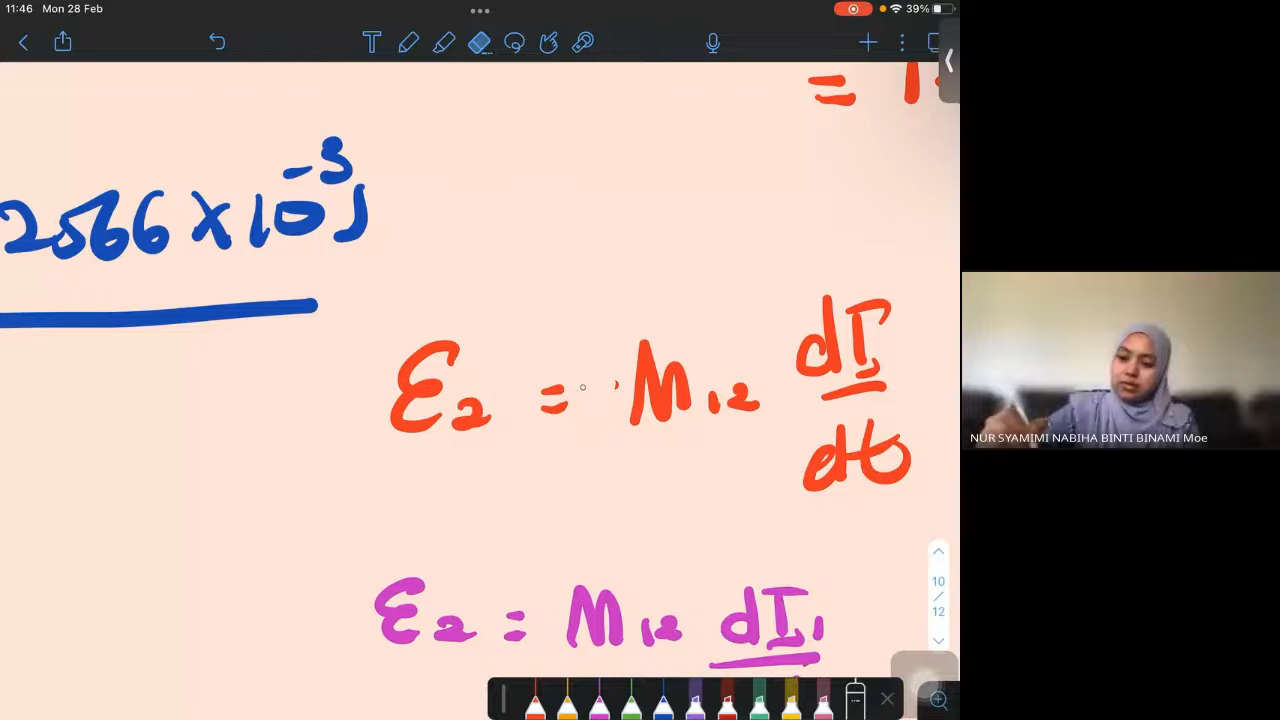 11:46 Mon 28 Feb
39%
= 1.
2566 × 10⁻³ J
ε₂ = M₁₂ dI₁/dt
NUR SYAMIMI NABIHA BINTI BINAMI Moe
10
/
12
ε₂ = M₁₂ dI₁